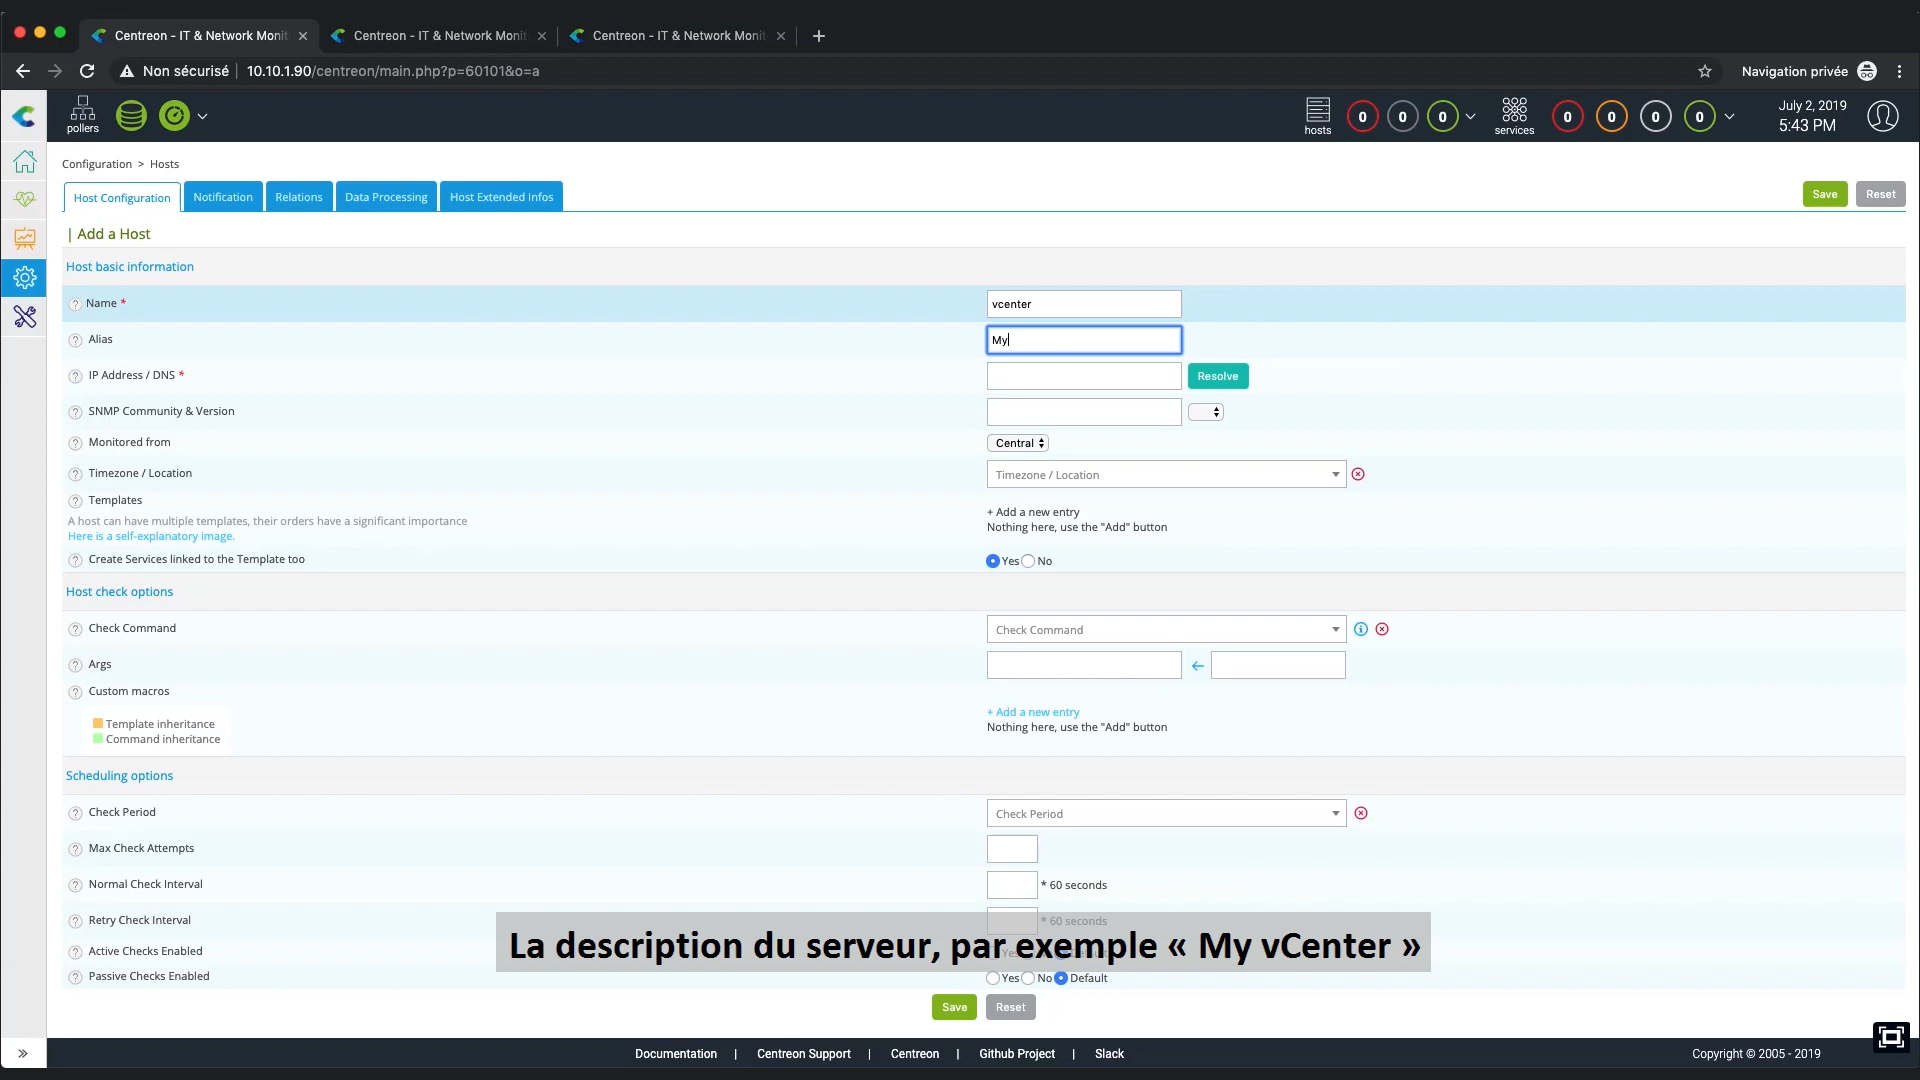 Centreon - IT & Network Monit
Centreon - IT & Network Monit
Centreon - IT & Network Monit
Non sécurisé
10.10.1.90/centreon/main.php?p=60101&o=a
Navigation privée
pollers
hosts
0
0
0
services
0
0
0
0
July 2, 2019
5:43 PM
Configuration > Hosts
Host Configuration
Notification
Relations
Data Processing
Host Extended Infos
Save
Reset
| Add a Host
Host basic information
? Name *
vcenter
? Alias
My
? IP Address / DNS *
Resolve
? SNMP Community & Version
? Monitored from
Central
? Timezone / Location
Timezone / Location
? Templates
A host can have multiple templates, their orders have a significant importance
Here is a self-explanatory image.
+ Add a new entry
Nothing here, use the "Add" button
? Create Services linked to the Template too
Yes No
Host check options
? Check Command
Check Command
? Args
? Custom macros
Template inheritance
Command inheritance
+ Add a new entry
Nothing here, use the "Add" button
Scheduling options
? Check Period
Check Period
? Max Check Attempts
? Normal Check Interval
* 60 seconds
? Retry Check Interval
* 60 seconds
? Active Checks Enabled
La description du serveur, par exemple « My vCenter »
? Passive Checks Enabled
Yes No Default
Save
Reset
Documentation | Centreon Support | Centreon | Github Project | Slack
Copyright © 2005 - 2019